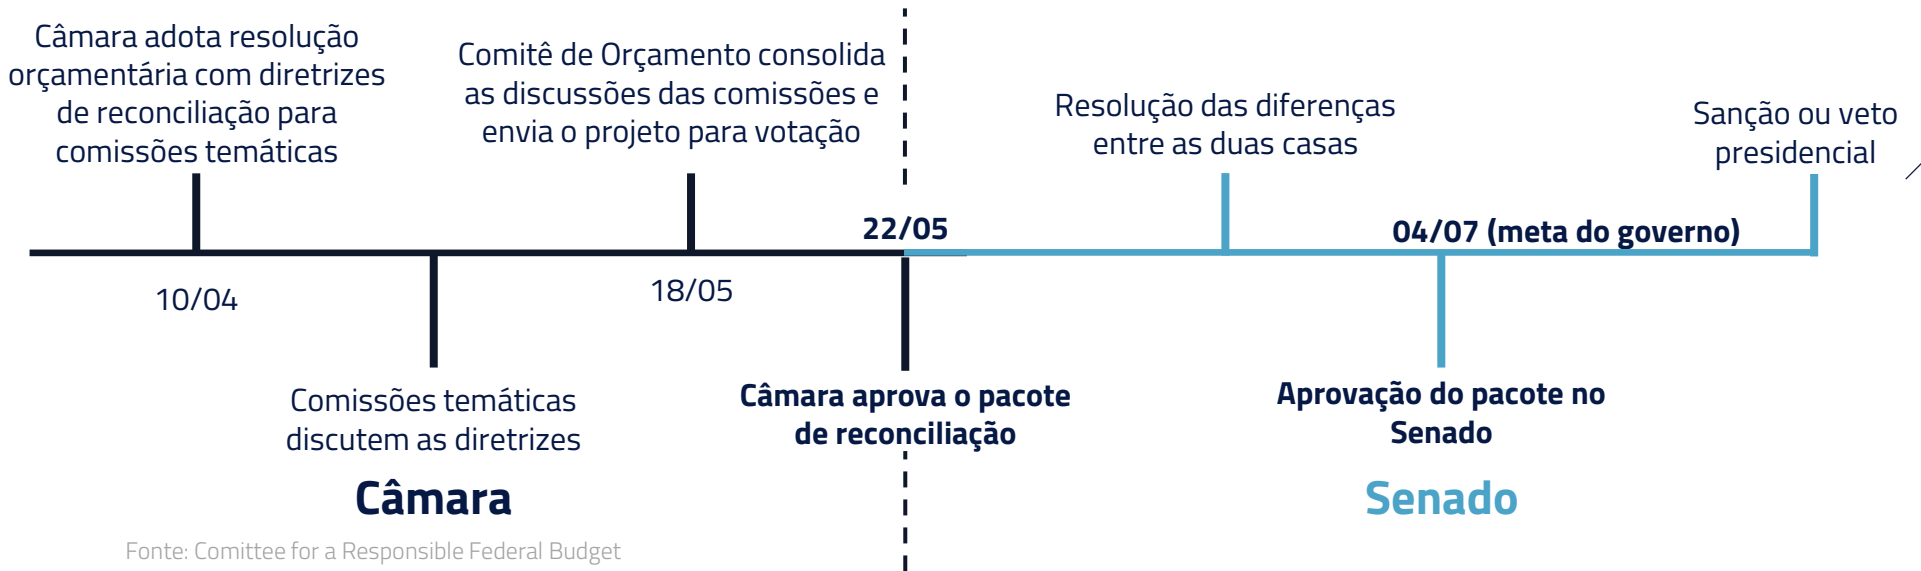 Câmara adota resolução
orçamentária com diretrizes
de reconciliação para
comissões temáticas
Comitê de Orçamento consolida
as discussões das comissões e
envia o projeto para votação
Resolução das diferenças
entre as duas casas
Sanção ou veto
presidencial
22/05
04/07 (meta do governo)
10/04
18/05
Comissões temáticas
discutem as diretrizes
Câmara aprova o pacote
de reconciliação
Aprovação do pacote no
Senado
Câmara
Senado
Fonte: Comittee for a Responsible Federal Budget